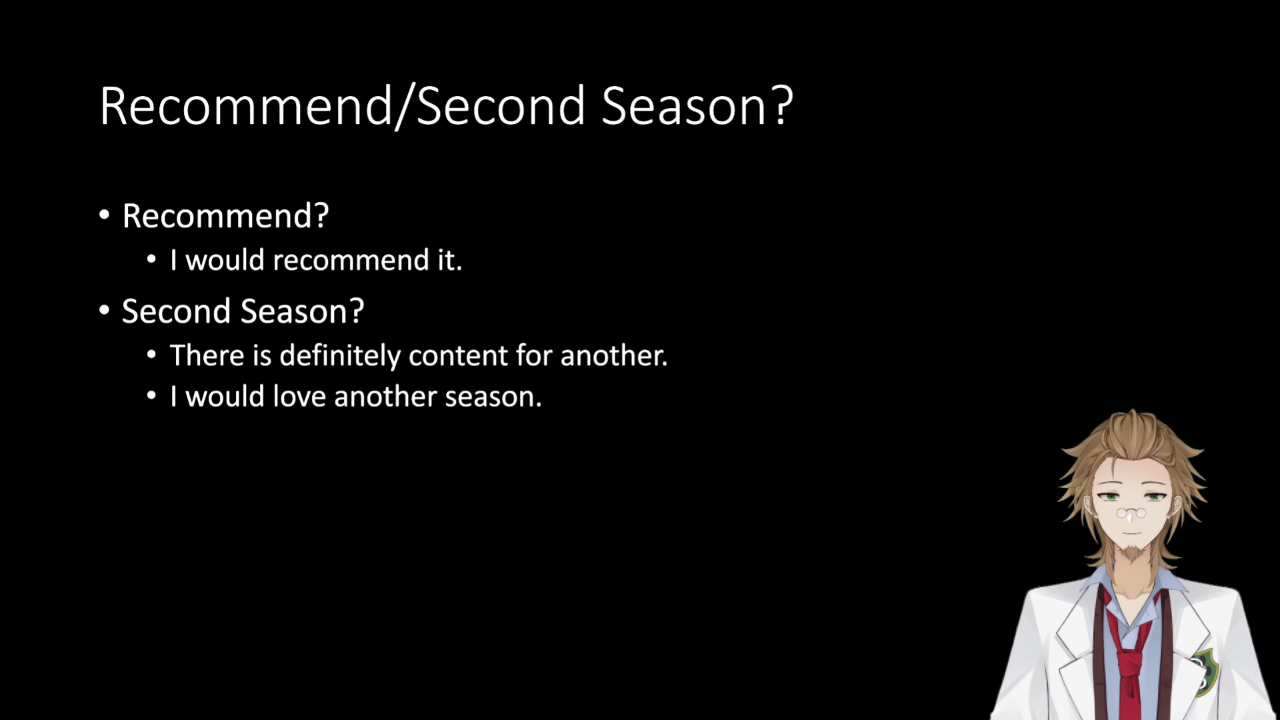 Recommend/Second Season?
• Recommend?
• I would recommend it.
• Second Season?
• There is definitely content for another.
• I would love another season.